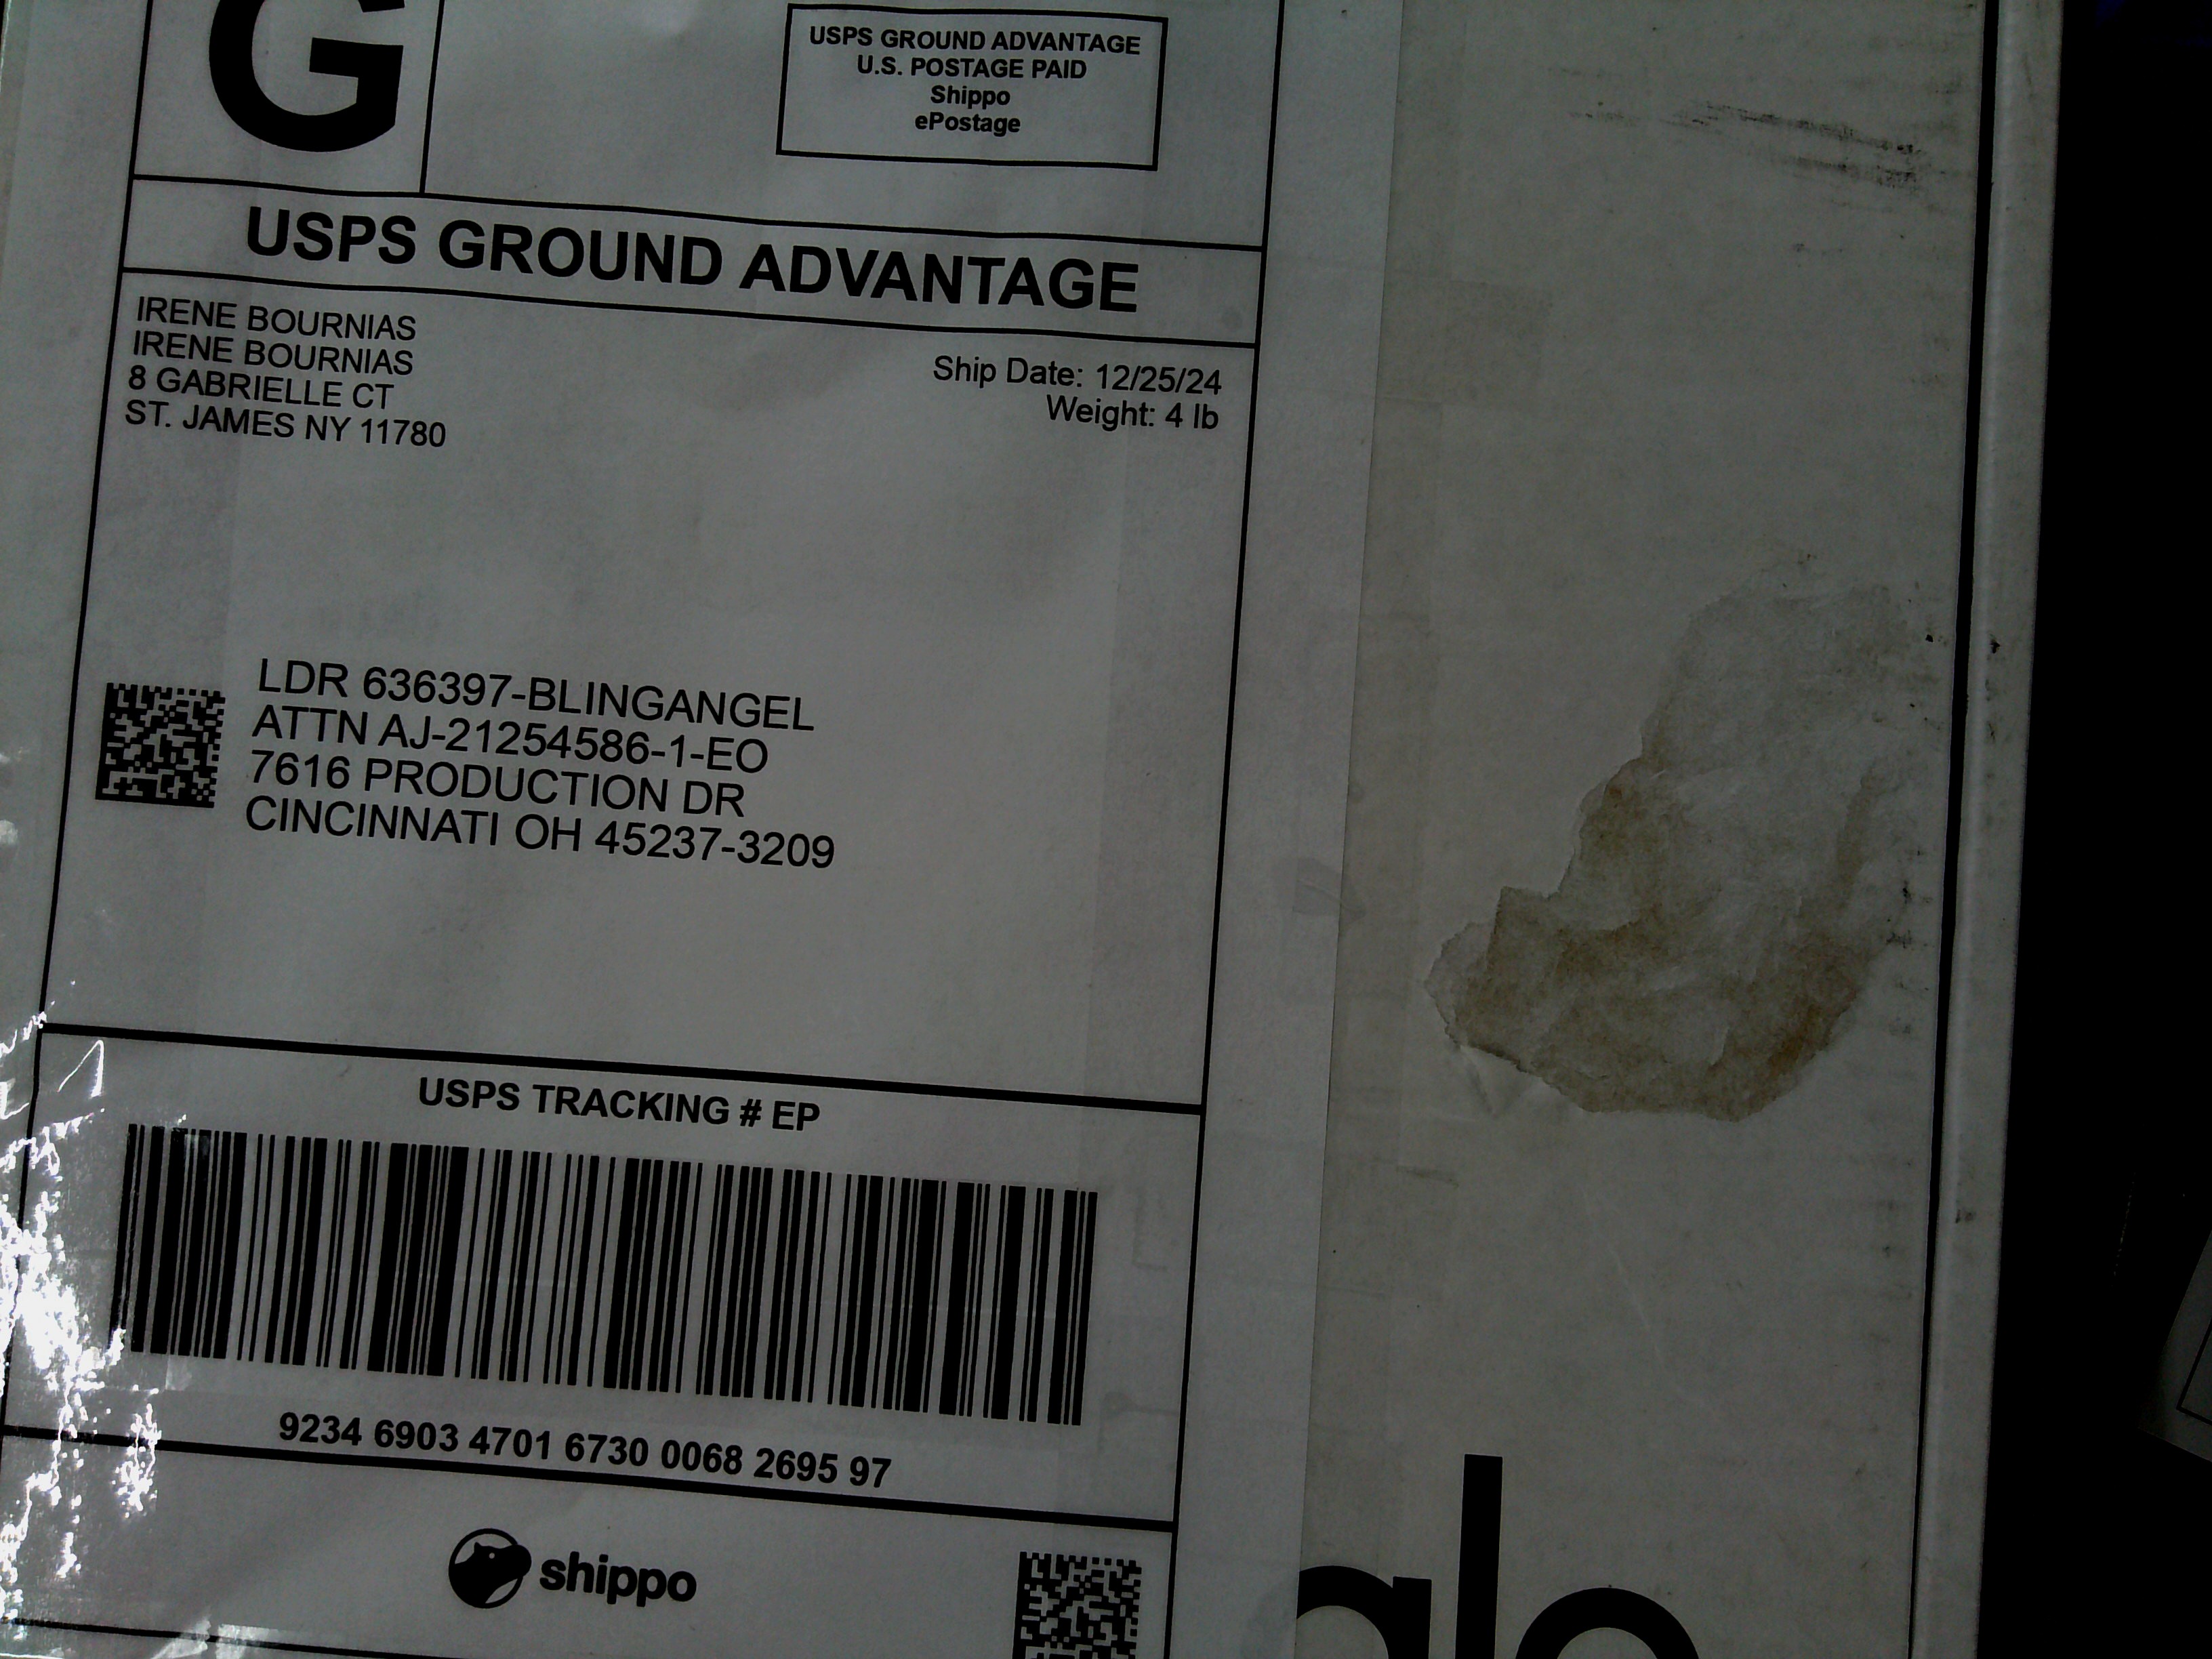 G
USPS GROUND ADVANTAGE
U.S. POSTAGE PAID
Shippo
ePostage
USPS GROUND ADVANTAGE
IRENE BOURNIAS
IRENE BOURNIAS
8 GABRIELLE CT
ST. JAMES NY 11780
Ship Date: 12/25/24
Weight: 4 lb
LDR 636397-BLINGANGEL
ATTN AJ-21254586-1-EO
7616 PRODUCTION DR
CINCINNATI OH 45237-3209
USPS TRACKING # EP
9234 6903 4701 6730 0068 2695 97
shippo